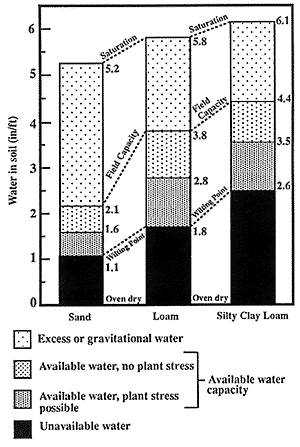 6
5
4
3
2
1
0
Water in soil (in/ft)
Saturation
5.2
Field Capacity
2.1
1.6
Wilting Point
1.1
Oven dry
Saturation
5.8
Field
Capacity
3.8
2.8
Wilting Point
1.8
Oven dry
6.1
4.4
3.5
2.6
Sand
Loam
Silty Clay Loam
Excess or gravitational water
Available water, no plant stress
Available water, plant stress
possible
Available water
capacity
Unavailable water